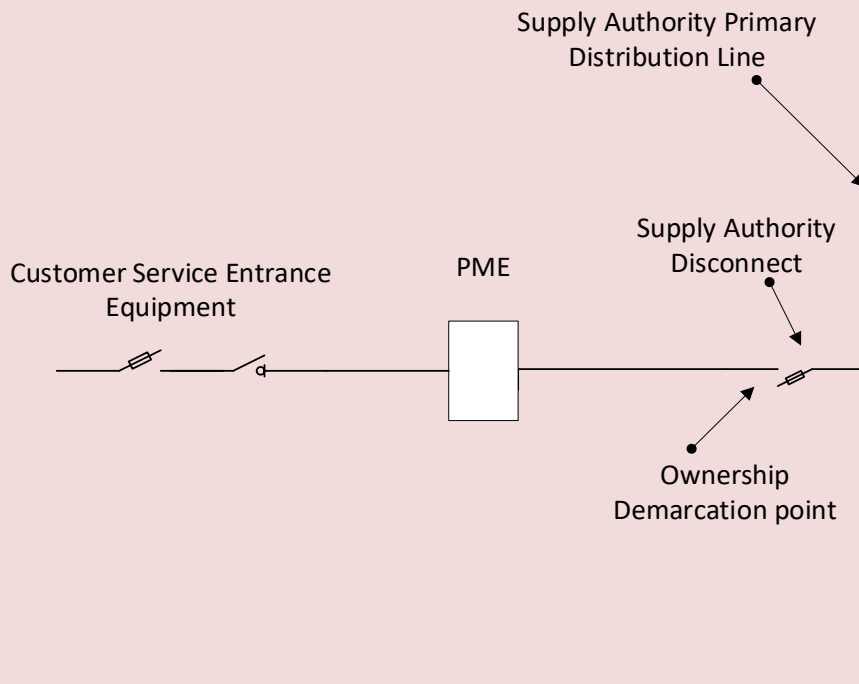 Supply Authority Primary
Distribution Line
Supply Authority
Disconnect
PME
Customer Service Entrance
Equipment
Ownership
Demarcation point